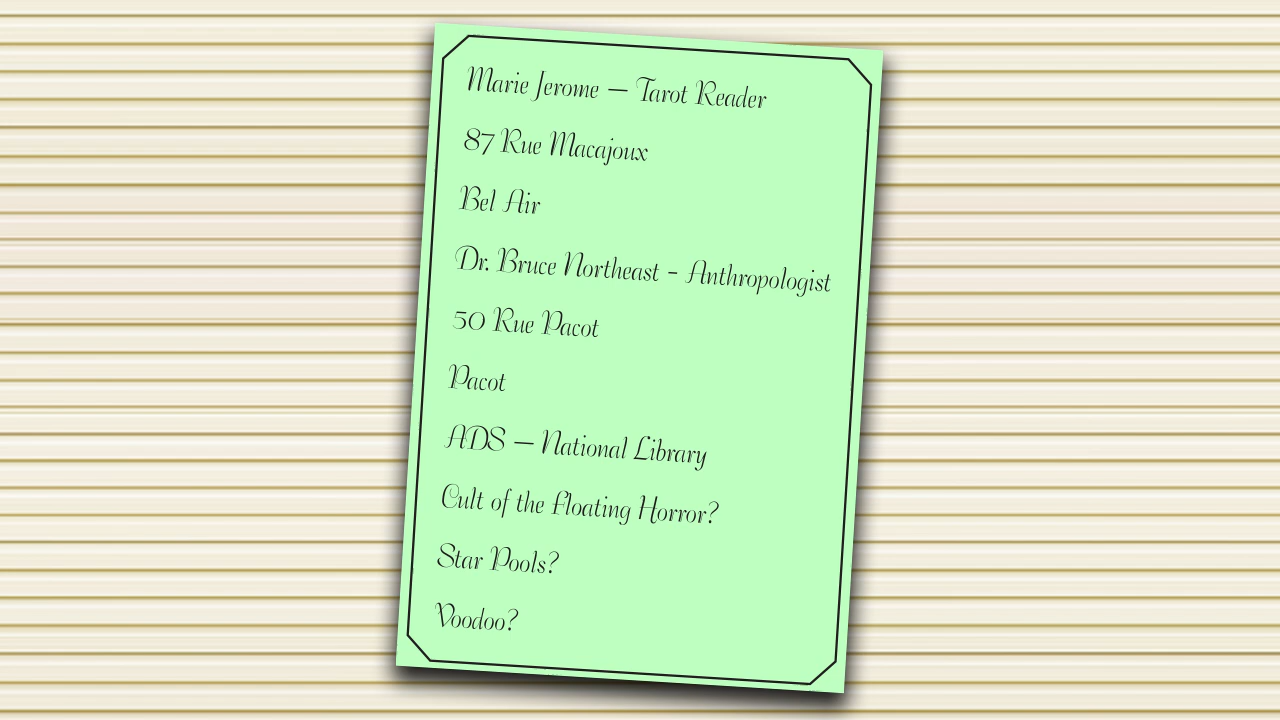 Marie Jerome — Tarot Reader
87 Rue Macajoux
Bel Air
Dr. Bruce Northeast - Anthropologist
50 Rue Pacot
Pacot
ADS — National Library
Cult of the Floating Horror?
Star Pools?
Voodoo?